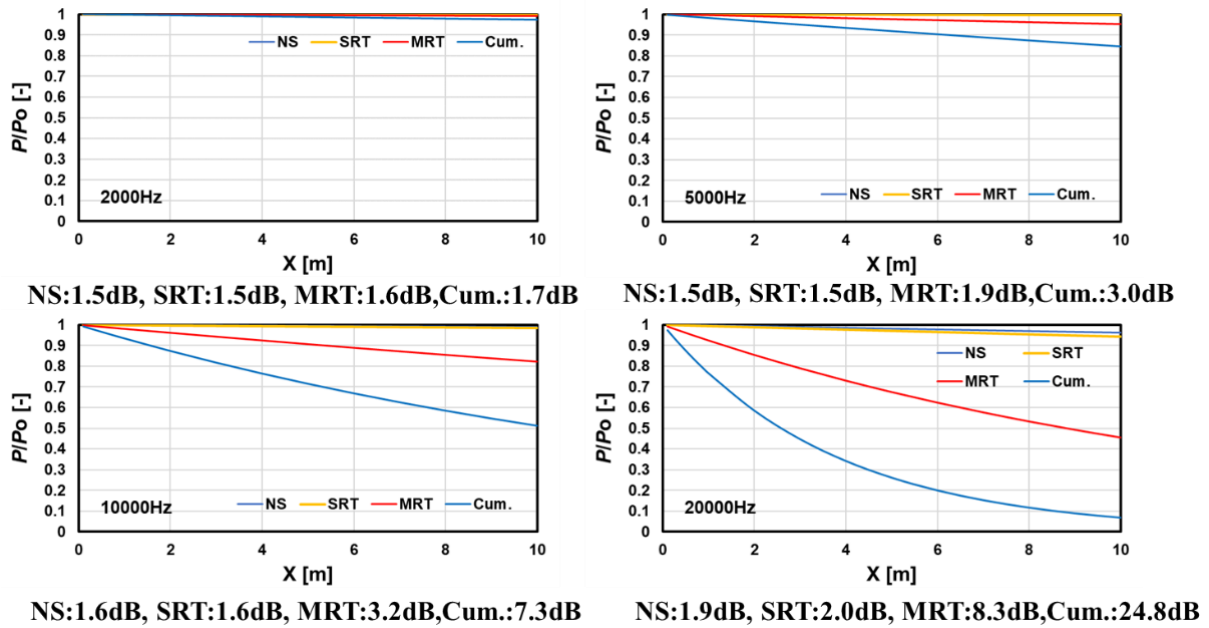 P/Po [-]
1
0.9
0.8
0.7
0.6
0.5
0.4
0.3
0.2
0.1
0
NS SRT MRT Cum.
2000Hz
0 2 4 6 8 10
X [m]
NS:1.5dB, SRT:1.5dB, MRT:1.6dB,Cum.:1.7dB
P/Po [-]
1
0.9
0.8
0.7
0.6
0.5
0.4
0.3
0.2
0.1
0
NS SRT MRT Cum.
5000Hz
0 2 4 6 8 10
X [m]
NS:1.5dB, SRT:1.5dB, MRT:1.9dB,Cum.:3.0dB
P/Po [-]
1
0.9
0.8
0.7
0.6
0.5
0.4
0.3
0.2
0.1
0
10000Hz NS SRT MRT Cum.
0 2 4 6 8 10
X [m]
NS:1.6dB, SRT:1.6dB, MRT:3.2dB,Cum.:7.3dB
P/Po [-]
1
0.9
0.8
0.7
0.6
0.5
0.4
0.3
0.2
0.1
0
NS SRT
MRT Cum.
20000Hz
0 2 4 6 8 10
X [m]
NS:1.9dB, SRT:2.0dB, MRT:8.3dB,Cum.:24.8dB